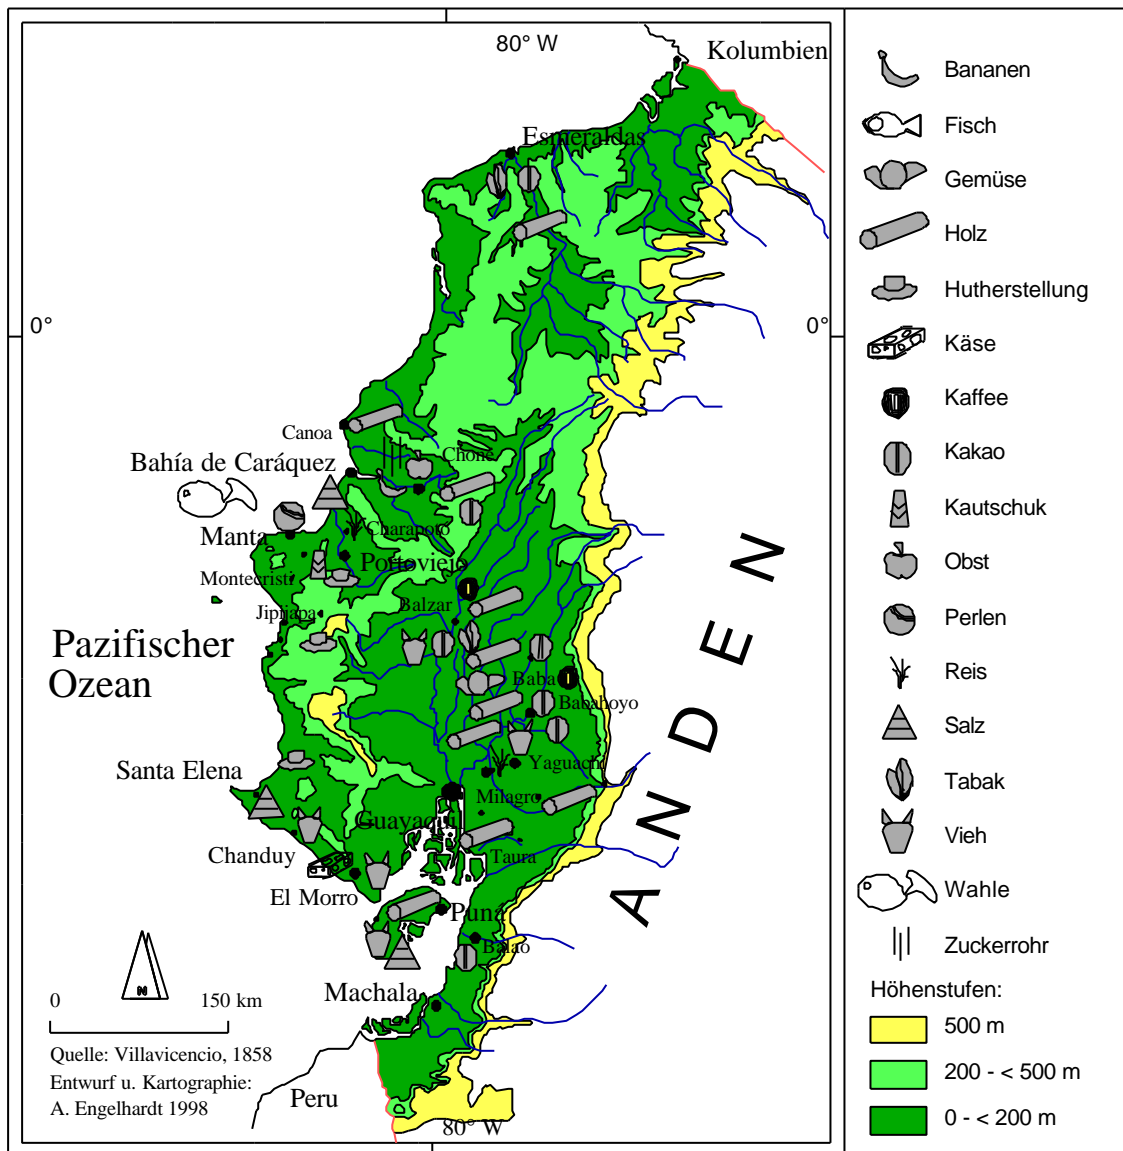 80° W
Kolumbien
Esmeraldas
0°
0°
Canoa
Chone
Bahía de Caráquez
Charapoto
Manta
Portoviejo
Montecristi
Balzar
Jipijapa
Pazifischer
Ozean
Baba
Babahoyo
ANDEN
Santa Elena
Yaguachi
Milagro
Guayaquil
Taura
Chanduy
El Morro
Puná
Balao
Machala
N
0 150 km
Quelle: Villavicencio, 1858
Entwurf u. Kartographie:
A. Engelhardt 1998
Peru
80° W
Bananen
Fisch
Gemüse
Holz
Hutherstellung
Käse
Kaffee
Kakao
Kautschuk
Obst
Perlen
Reis
Salz
Tabak
Vieh
Wahle
Zuckerrohr
Höhenstufen:
500 m
200 - < 500 m
0 - < 200 m